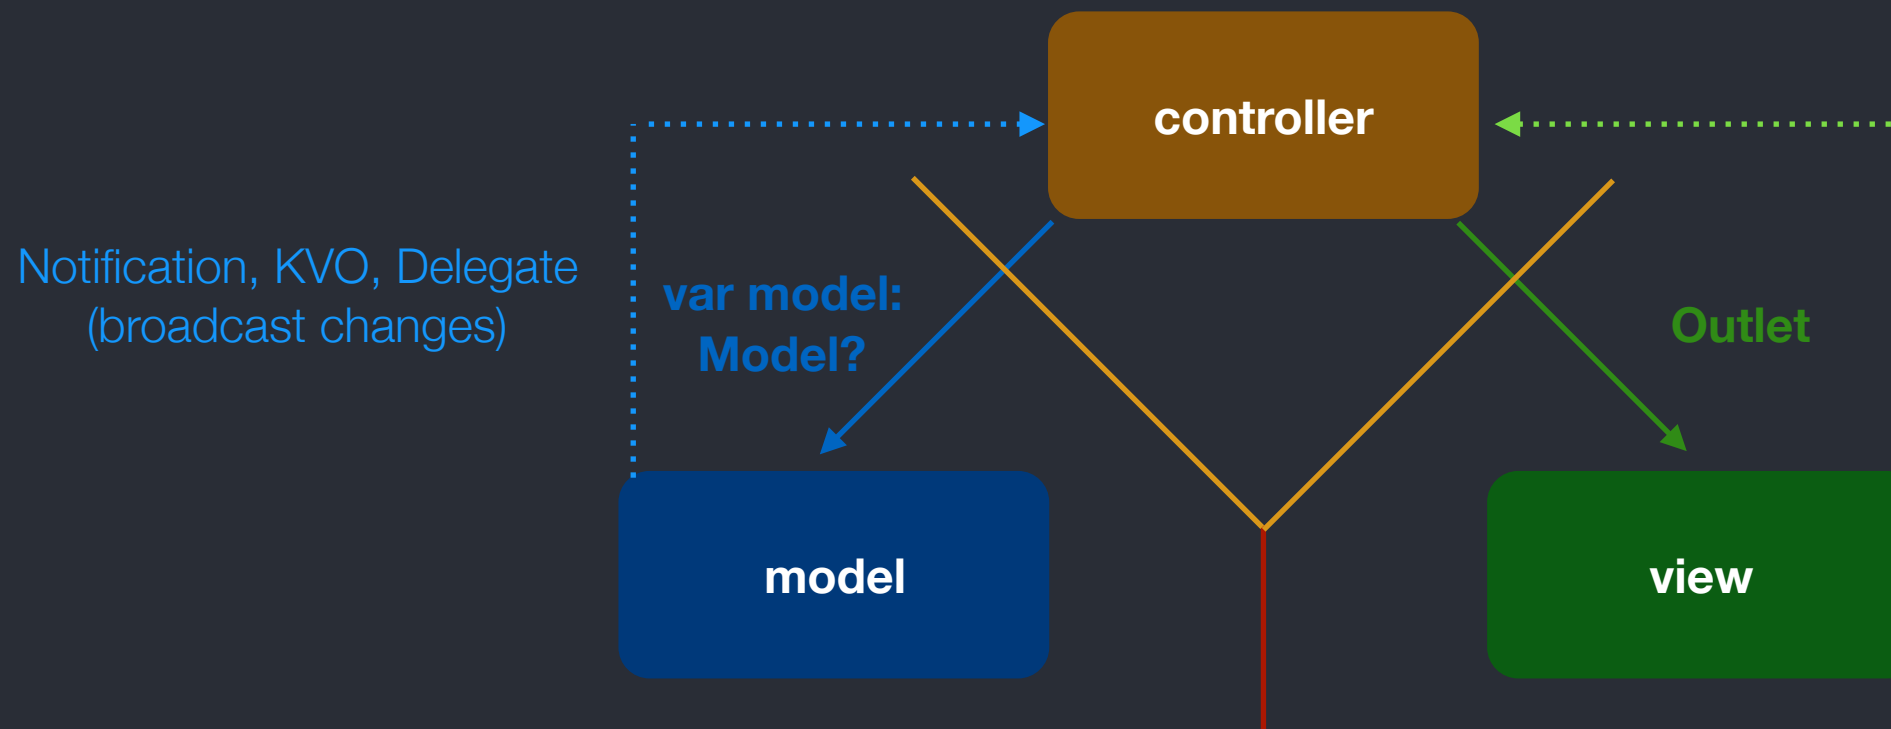 controller
Notification, KVO, Delegate
(broadcast changes)
var model:
Model?
Outlet
model
view